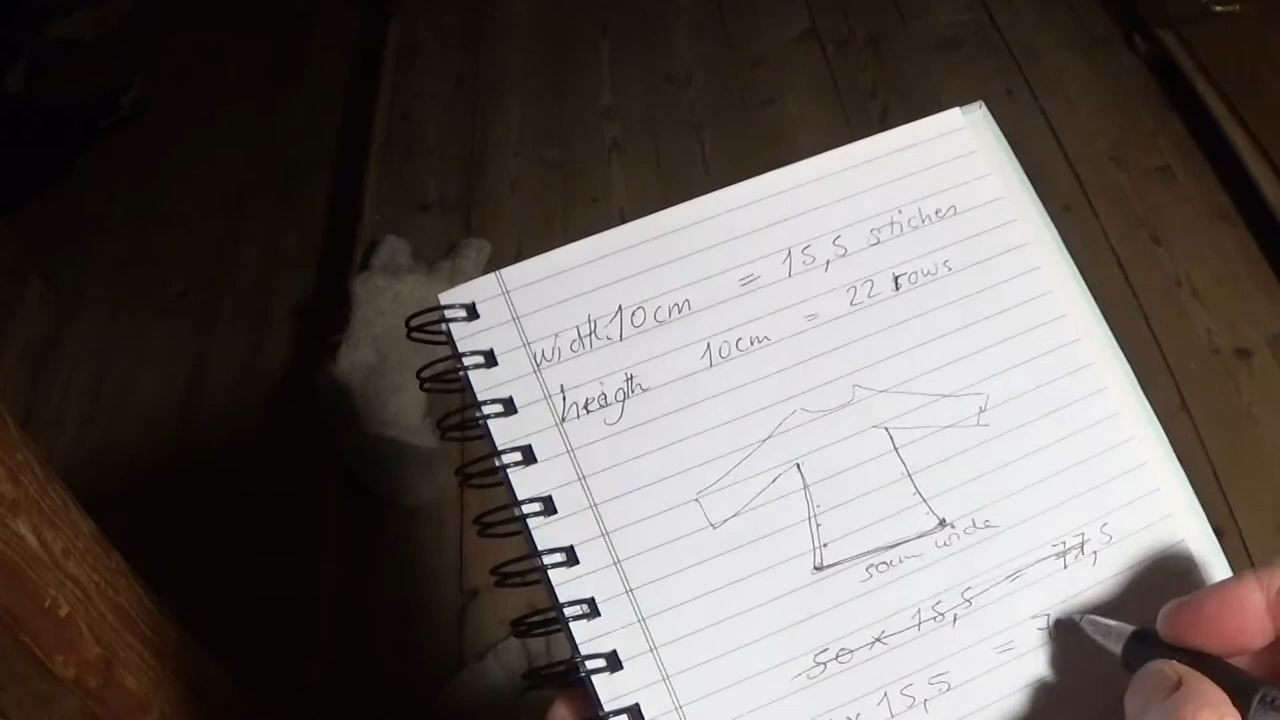 width: 10cm = 15,5 stiches
heigth 10cm = 22 rows
50cm wide
50 x 15,5 = 77,5
x 15,5 = 7